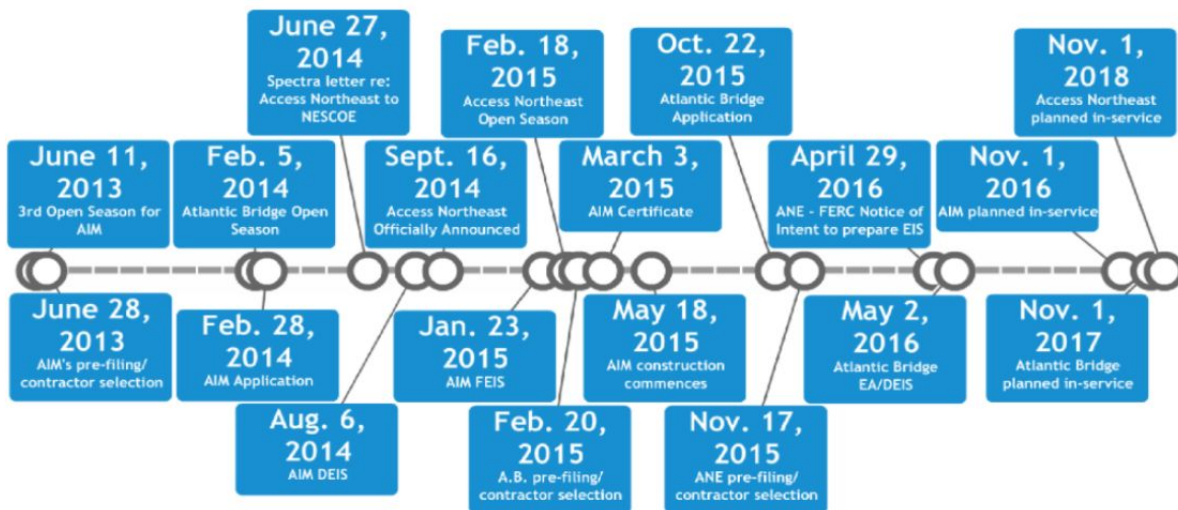 June 27,
2014
Spectra letter re:
Access Northeast to
NESCOE
Feb. 18,
2015
Access Northeast
Open Season
Oct. 22,
2015
Atlantic Bridge
Application
Nov. 1,
2018
Access Northeast
planned in-service
June 11,
2013
3rd Open Season for
AIM
Feb. 5,
2014
Atlantic Bridge Open
Season
Sept. 16,
2014
Access Northeast
Officially Announced
March 3,
2015
AIM Certificate
April 29,
2016
ANE - FERC Notice of
Intent to prepare EIS
Nov. 1,
2016
AIM planned in-service
June 28,
2013
AIM's pre-filing/
contractor selection
Feb. 28,
2014
AIM Application
Jan. 23,
2015
AIM FEIS
May 18,
2015
AIM construction
commences
May 2,
2016
Atlantic Bridge
EA/DEIS
Nov. 1,
2017
Atlantic Bridge
planned in-service
Aug. 6,
2014
AIM DEIS
Feb. 20,
2015
A.B. pre-filing/
contractor selection
Nov. 17,
2015
ANE pre-filing/
contractor selection